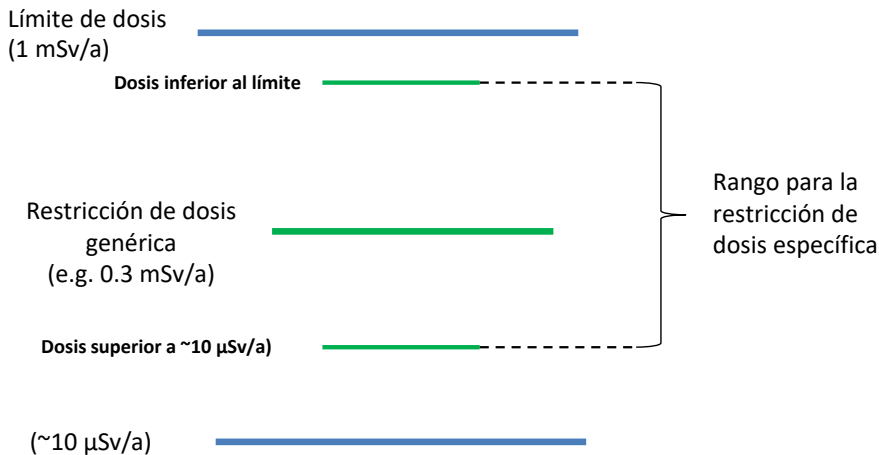 Límite de dosis
(1 mSv/a)
Dosis inferior al límite
Restricción de dosis
genérica
(e.g. 0.3 mSv/a)
Rango para la
restricción de
dosis específica
Dosis superior a ~10 µSv/a)
(~10 µSv/a)